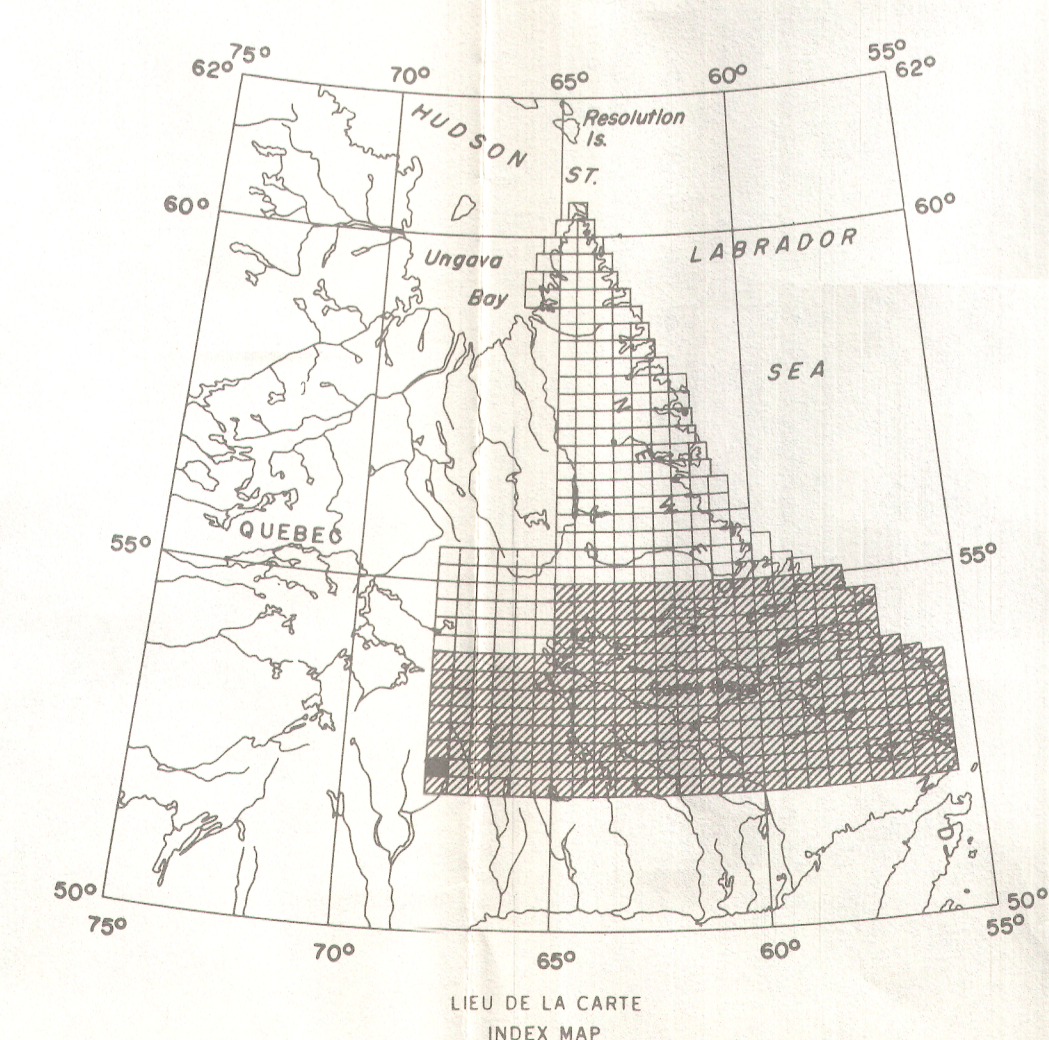 75° 70° 65° 60° 55°
62° 62°
HUDSON
Resolution
Is.
ST.
60° 60°
LABRADOR
Ungava
Bay
SEA
QUEBEC
55° 55°
50° 50°
75° 70° 65° 60° 55°
LIEU DE LA CARTE
INDEX MAP